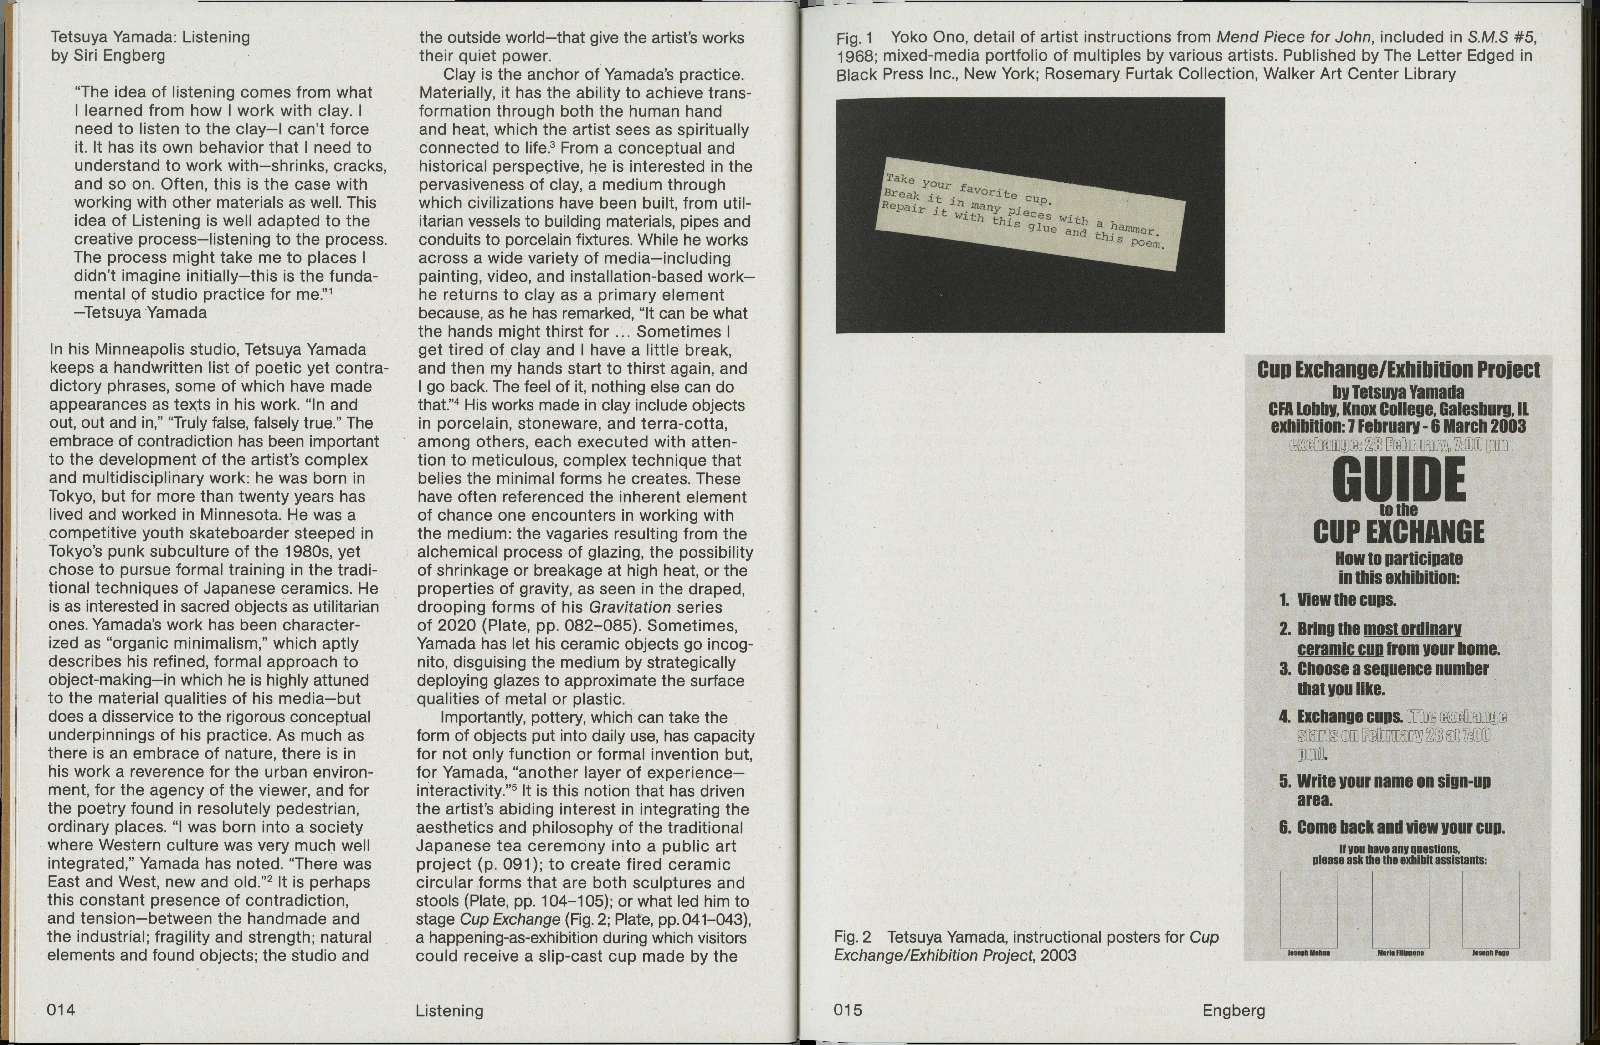 Tetsuya Yamada: Listening
by Siri Engberg
“The idea of listening comes from what
I learned from how I work with clay. I
need to listen to the clay—I can’t force
it. It has its own behavior that I need to
understand to work with—shrinks, cracks,
and so on. Often, this is the case with
working with other materials as well. This
idea of Listening is well adapted to the
creative process—listening to the process.
The process might take me to places I
didn’t imagine initially—this is the funda-
mental of studio practice for me.”1
—Tetsuya Yamada
In his Minneapolis studio, Tetsuya Yamada
keeps a handwritten list of poetic yet contra-
dictory phrases, some of which have made
appearances as texts in his work. “In and
out, out and in,” “Truly false, falsely true.” The
embrace of contradiction has been important
to the development of the artist’s complex
and multidisciplinary work: he was born in
Tokyo, but for more than twenty years has
lived and worked in Minnesota. He was a
competitive youth skateboarder steeped in
Tokyo’s punk subculture of the 1980s, yet
chose to pursue formal training in the tradi-
tional techniques of Japanese ceramics. He
is as interested in sacred objects as utilitarian
ones. Yamada’s work has been character-
ized as “organic minimalism,” which aptly
describes his refined, formal approach to
object-making—in which he is highly attuned
to the material qualities of his media—but
does a disservice to the rigorous conceptual
underpinnings of his practice. As much as
there is an embrace of nature, there is in
his work a reverence for the urban environ-
ment, for the agency of the viewer, and for
the poetry found in resolutely pedestrian,
ordinary places. “I was born into a society
where Western culture was very much well
integrated,” Yamada has noted. “There was
East and West, new and old.”2 It is perhaps
this constant presence of contradiction,
and tension—between the handmade and
the industrial; fragility and strength; natural
elements and found objects; the studio and
the outside world—that give the artist’s works
their quiet power.
Clay is the anchor of Yamada’s practice.
Materially, it has the ability to achieve trans-
formation through both the human hand
and heat, which the artist sees as spiritually
connected to life.3 From a conceptual and
historical perspective, he is interested in the
pervasiveness of clay, a medium through
which civilizations have been built, from util-
itarian vessels to building materials, pipes and
conduits to porcelain fixtures. While he works
across a wide variety of media—including
painting, video, and installation-based work—
he returns to clay as a primary element
because, as he has remarked, “It can be what
the hands might thirst for ... Sometimes I
get tired of clay and I have a little break,
and then my hands start to thirst again, and
I go back. The feel of it, nothing else can do
that.”4 His works made in clay include objects
in porcelain, stoneware, and terra-cotta,
among others, each executed with atten-
tion to meticulous, complex technique that
belies the minimal forms he creates. These
have often referenced the inherent element
of chance one encounters in working with
the medium: the vagaries resulting from the
alchemical process of glazing, the possibility
of shrinkage or breakage at high heat, or the
properties of gravity, as seen in the draped,
drooping forms of his Gravitation series
of 2020 (Plate, pp. 082–085). Sometimes,
Yamada has let his ceramic objects go incog-
nito, disguising the medium by strategically
deploying glazes to approximate the surface
qualities of metal or plastic.
Importantly, pottery, which can take the
form of objects put into daily use, has capacity
for not only function or formal invention but,
for Yamada, “another layer of experience—
interactivity.”5 It is this notion that has driven
the artist’s abiding interest in integrating the
aesthetics and philosophy of the traditional
Japanese tea ceremony into a public art
project (p. 091); to create fired ceramic
circular forms that are both sculptures and
stools (Plate, pp. 104–105); or what led him to
stage Cup Exchange (Fig. 2; Plate, pp. 041–043),
a happening-as-exhibition during which visitors
could receive a slip-cast cup made by the
014
Listening
Fig. 1 Yoko Ono, detail of artist instructions from Mend Piece for John, included in S.M.S #5,
1968; mixed-media portfolio of multiples by various artists. Published by The Letter Edged in
Black Press Inc., New York; Rosemary Furtak Collection, Walker Art Center Library
Take your favorite cup.
Break it in many pieces with a hammer.
Repair it with this glue and this poem.
Cup Exchange/Exhibition Project
by Tetsuya Yamada
CFA Lobby, Knox College, Galesburg, IL
exhibition: 7 February - 6 March 2003
exchange: 28 February, 7:00 pm
GUIDE
to the
CUP EXCHANGE
How to participate
in this exhibition:
1. View the cups.
2. Bring the most ordinary
ceramic cup from your home.
3. Choose a sequence number
that you like.
4. Exchange cups. (The exchange
starts on February 28 at 7:00
pm).
5. Write your name on sign-up
area.
6. Come back and view your cup.
If you have any questions,
please ask the the exhibit assistants:
Joseph Mohna
Maria Filippone
Joseph Page
Fig. 2 Tetsuya Yamada, instructional posters for Cup
Exchange/Exhibition Project, 2003
015
Engberg